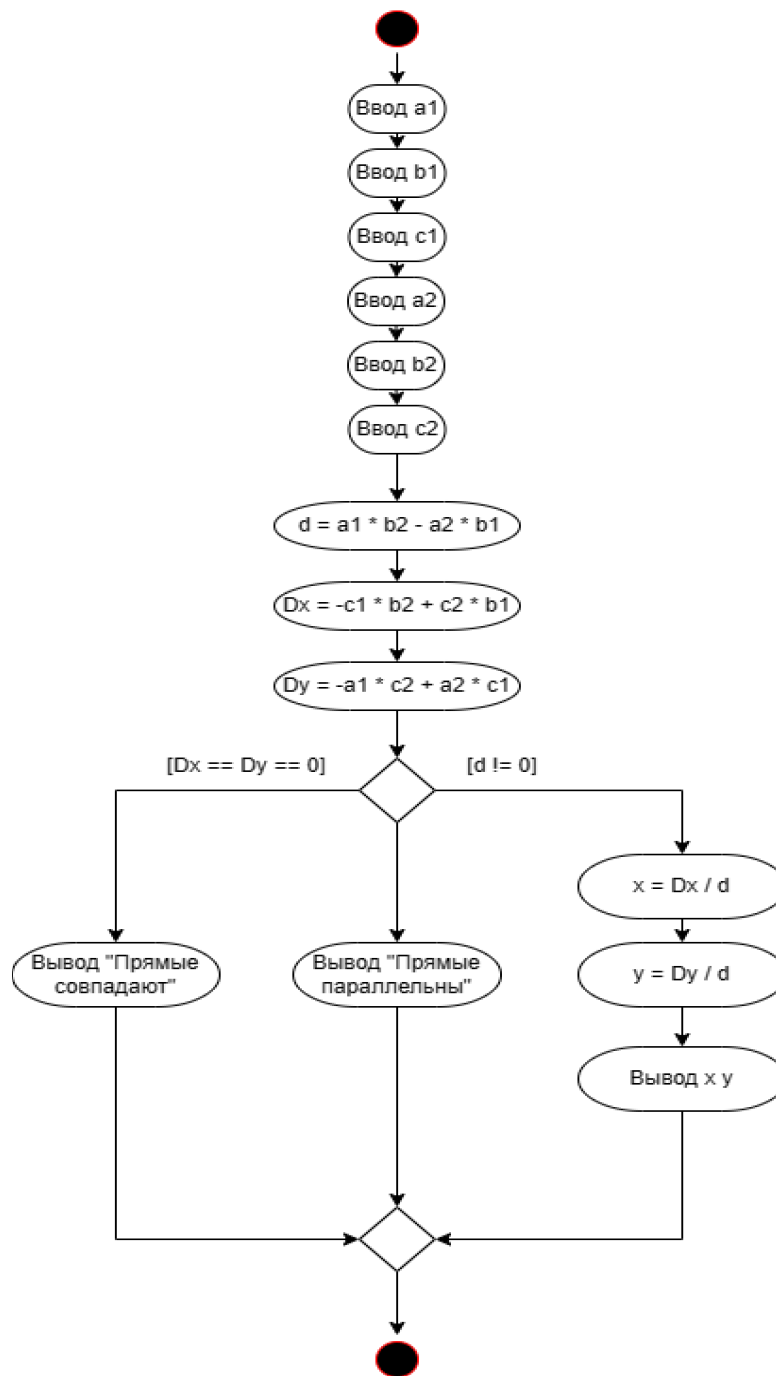 Ввод a1
Ввод b1
Ввод c1
Ввод a2
Ввод b2
Ввод c2
d = a1 * b2 - a2 * b1
Dx = -c1 * b2 + c2 * b1
Dy = -a1 * c2 + a2 * c1
[Dx == Dy == 0]
[d != 0]
x = Dx / d
Вывод "Прямые
совпадают"
Вывод "Прямые
параллельны"
y = Dy / d
Вывод x y